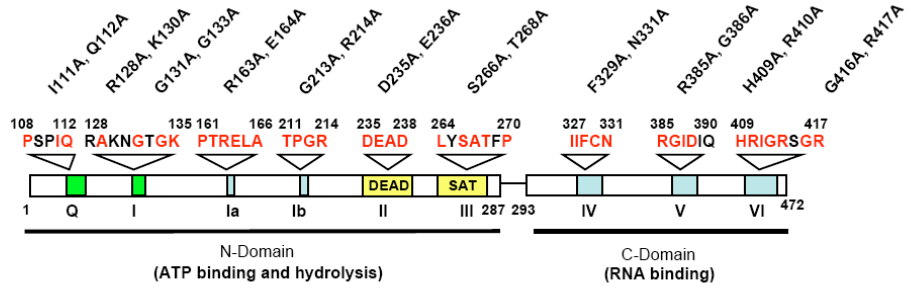 I111A, Q112A
R128A, K130A
G131A, G133A
R163A, E164A
G213A, R214A
D235A, E236A
S266A, T268A
F329A, N331A
R385A, G386A
H409A, R410A
G416A, R417A
108 112 128 135 161 166 211 214 235 238 264 270 327 331 385 390 409 417
PSPIQ RAKNGTGK PTRELA TPGR DEAD LYSATFP IIFCN RGIDIQ HRIGRSGR
DEAD SAT
1 Q I Ia Ib II III 287 293 IV V VI 472
N-Domain C-Domain
(ATP binding and hydrolysis) (RNA binding)